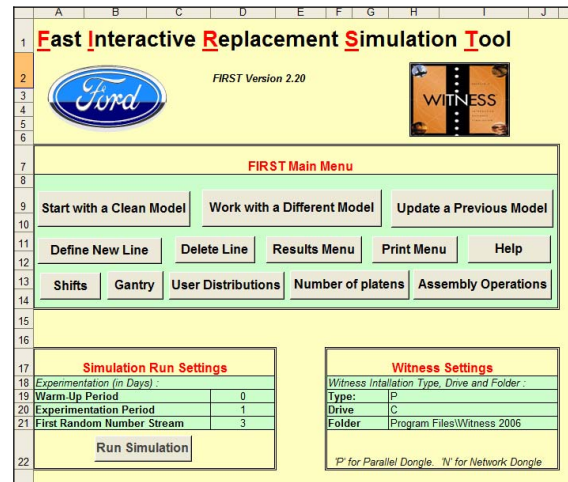 A B C D E F G H I J
1 Fast Interactive Replacement Simulation Tool
2 FIRST Version 2.20
Ford
WITNESS
3
4
5
6
7 FIRST Main Menu
8
9 Start with a Clean Model Work with a Different Model Update a Previous Model
10
11 Define New Line Delete Line Results Menu Print Menu Help
12
13 Shifts Gantry User Distributions Number of platens Assembly Operations
14
15
16
17 Simulation Run Settings Witness Settings
18 Experimentation (in Days) : Witness Intallation Type, Drive and Folder :
19 Warm-Up Period 0 Type: P
20 Experimentation Period 1 Drive C
21 First Random Number Stream 3 Folder Program Files\Witness 2006
Run Simulation
22 'P' for Parallel Dongle. 'N' for Network Dongle